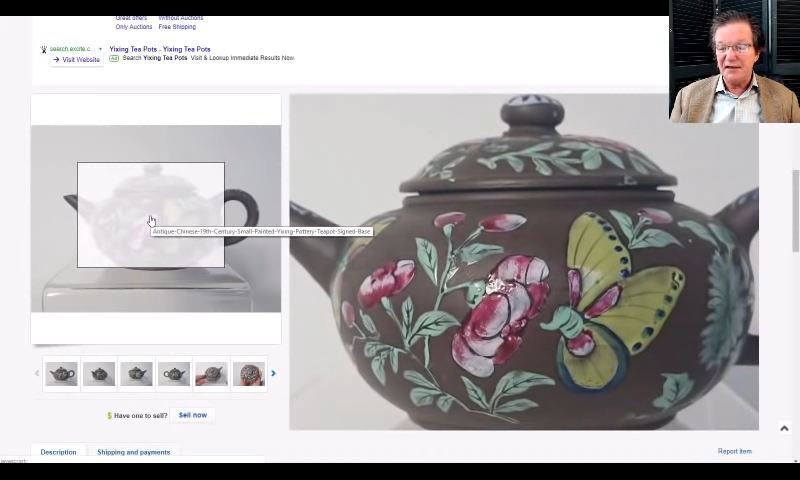 Great offers Without Auctions
Only Auctions Free Shipping
search.excite.c...
Yixing Tea Pots - Yixing Tea Pots
Visit Website
Ad Search Yixing Tea Pots. Visit & Lookup Immediate Results Now.
Antique-Chinese-19th-Century-Small-Painted-Yixing-Pottery-Teapot-Signed-Base
$ Have one to sell? Sell now
Description Shipping and payments
Report item